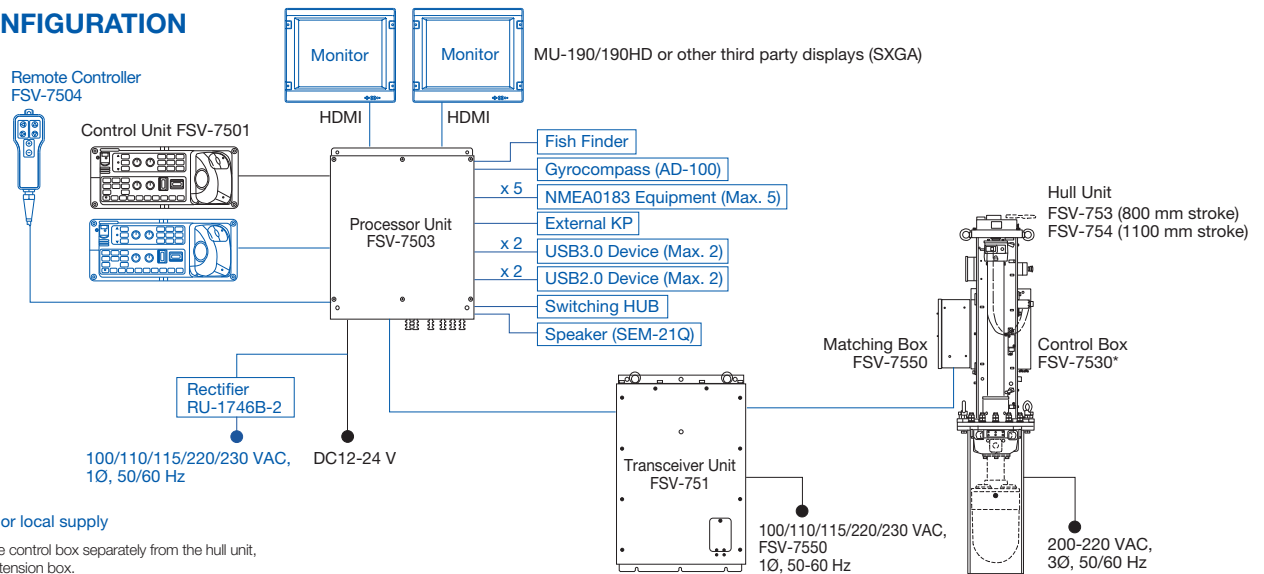 NFIGURATION
Monitor
Monitor
MU-190/190HD or other third party displays (SXGA)
Remote Controller
FSV-7504
HDMI
HDMI
Control Unit FSV-7501
Processor Unit
FSV-7503
Fish Finder
Gyrocompass (AD-100)
x 5
NMEA0183 Equipment (Max. 5)
External KP
x 2
USB3.0 Device (Max. 2)
x 2
USB2.0 Device (Max. 2)
Switching HUB
Speaker (SEM-21Q)
Hull Unit
FSV-753 (800 mm stroke)
FSV-754 (1100 mm stroke)
Matching Box
FSV-7550
Control Box
FSV-7530*
Rectifier
RU-1746B-2
100/110/115/220/230 VAC,
1Ø, 50/60 Hz
DC12-24 V
Transceiver Unit
FSV-751
100/110/115/220/230 VAC,
FSV-7550
1Ø, 50-60 Hz
200-220 VAC,
3Ø, 50/60 Hz
or local supply
e control box separately from the hull unit,
tension box.